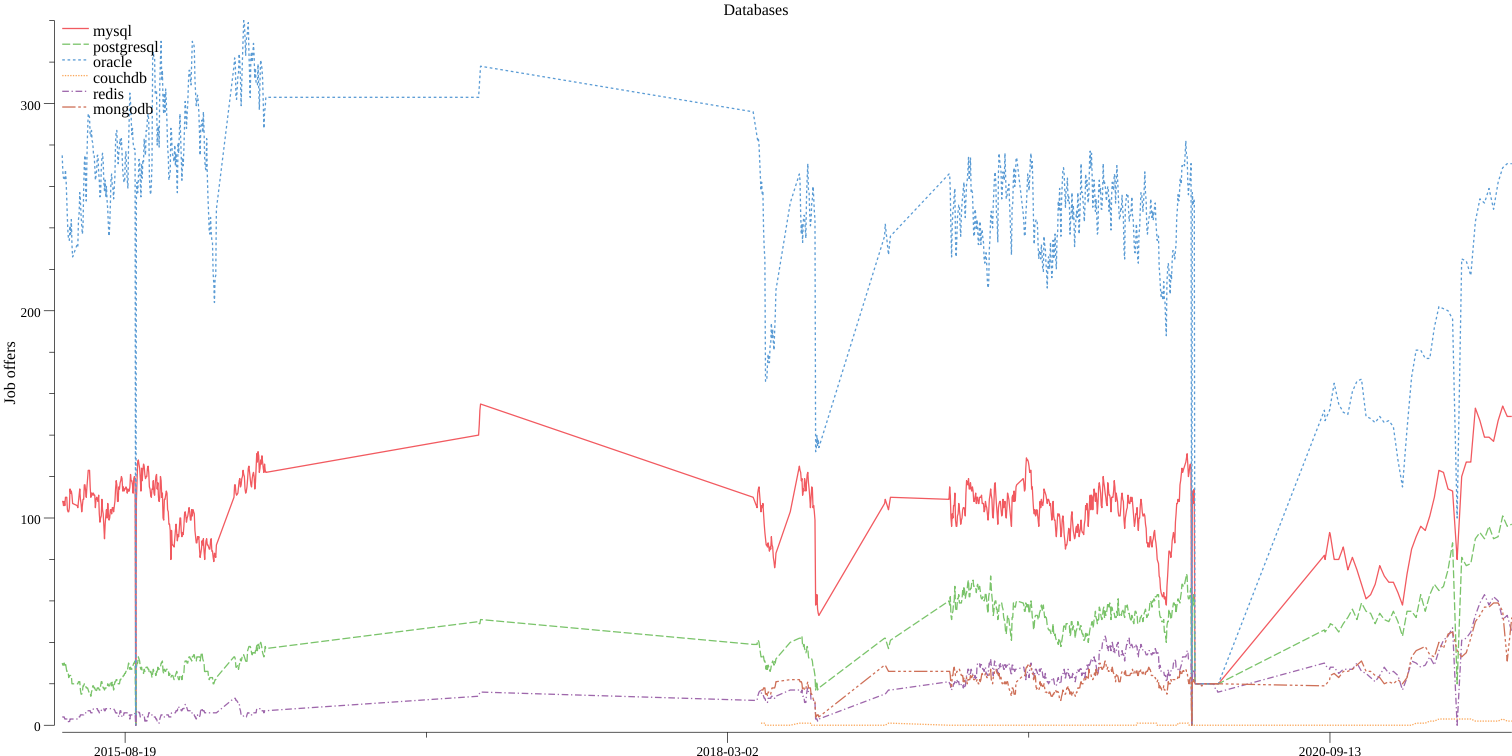 Databases
mysql
postgresql
oracle
couchdb
redis
mongodb
300
200
100
0
Job offers
2015-08-19
2018-03-02
2020-09-13